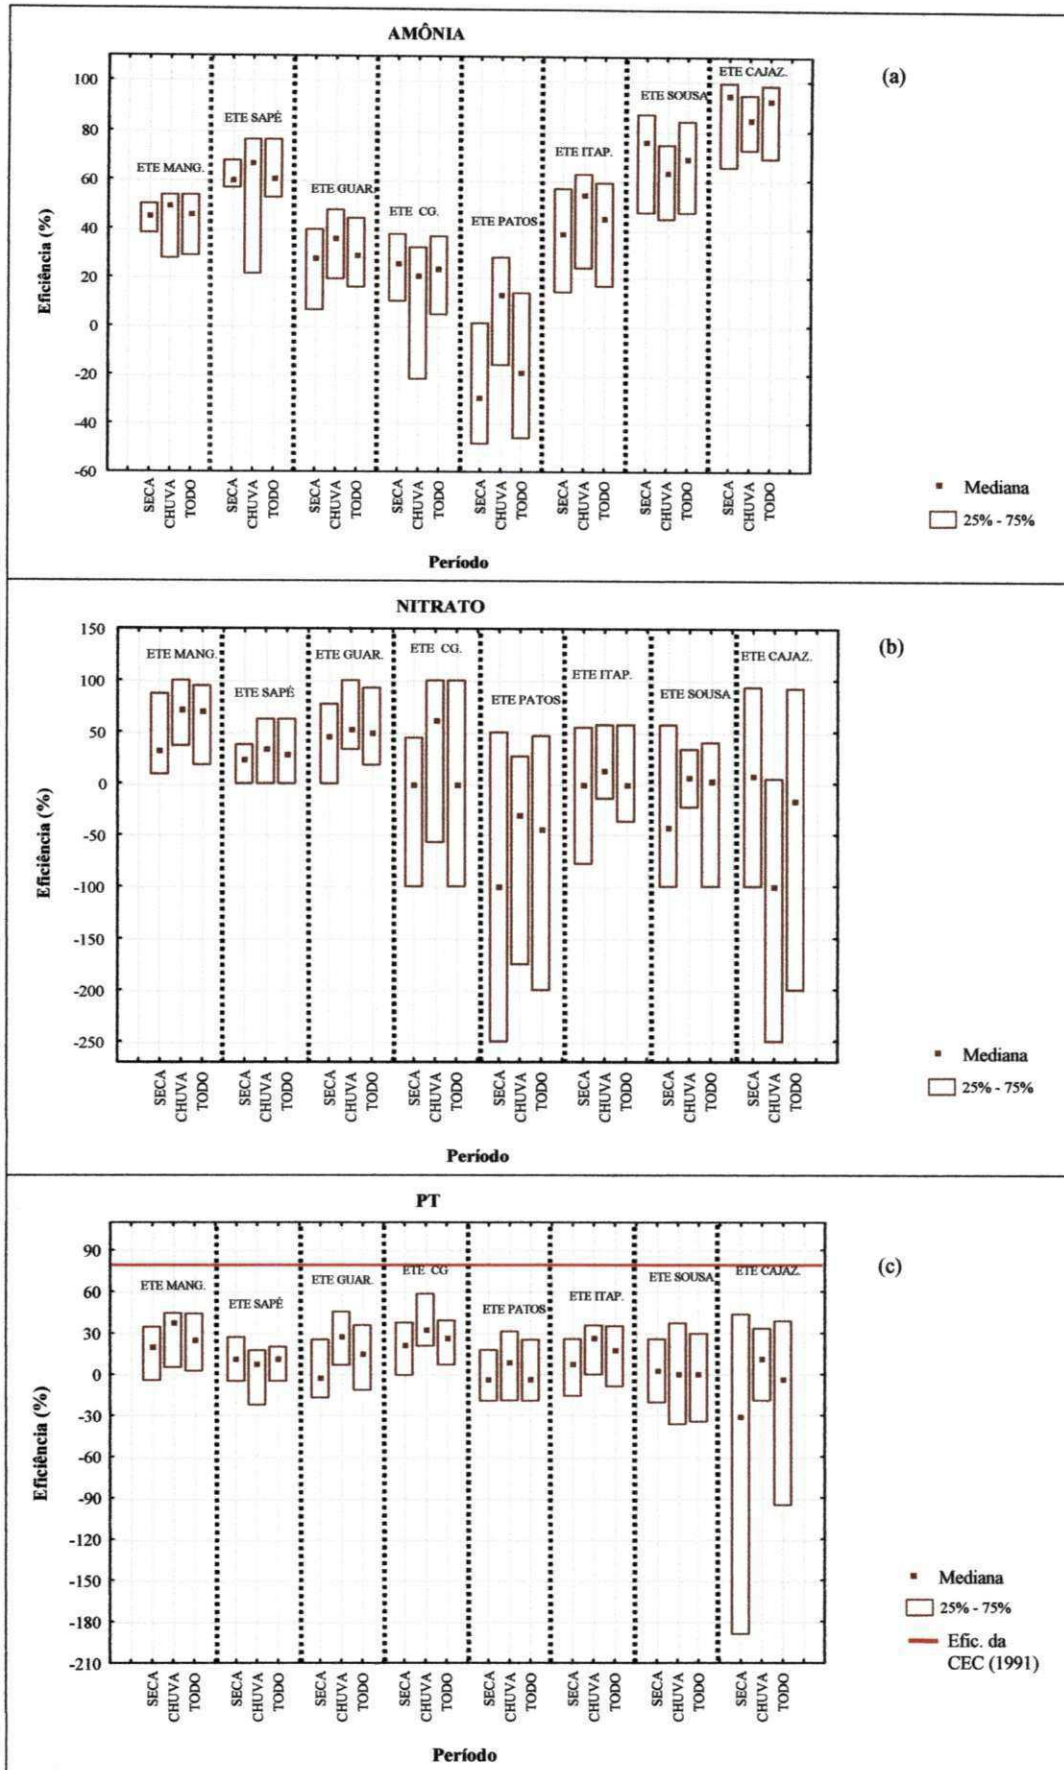 AMÔNIA
(a)
Eficiência (%)
100
80
60
40
20
0
-20
-40
-60
ETE MANG.
ETE SAPÉ
ETE GUAR.
ETE CG.
ETE PATOS
ETE ITAP.
ETE SOUSA
ETE CAJAZ.
SECA CHUVA TODO SECA CHUVA TODO SECA CHUVA TODO SECA CHUVA TODO SECA CHUVA TODO SECA CHUVA TODO SECA CHUVA TODO SECA CHUVA TODO
Período
Mediana
25% - 75%
NITRATO
(b)
Eficiência (%)
150
100
50
0
-50
-100
-150
-200
-250
ETE MANG.
ETE SAPÉ
ETE GUAR.
ETE CG.
ETE PATOS
ETE ITAP.
ETE SOUSA
ETE CAJAZ.
SECA CHUVA TODO SECA CHUVA TODO SECA CHUVA TODO SECA CHUVA TODO SECA CHUVA TODO SECA CHUVA TODO SECA CHUVA TODO SECA CHUVA TODO
Período
Mediana
25% - 75%
PT
(c)
Eficiência (%)
90
60
30
0
-30
-60
-90
-120
-150
-180
-210
ETE MANG.
ETE SAPÉ
ETE GUAR.
ETE CG
ETE PATOS
ETE ITAP.
ETE SOUSA
ETE CAJAZ.
SECA CHUVA TODO SECA CHUVA TODO SECA CHUVA TODO SECA CHUVA TODO SECA CHUVA TODO SECA CHUVA TODO SECA CHUVA TODO SECA CHUVA TODO
Período
Mediana
25% - 75%
Efic. da
CEC (1991)